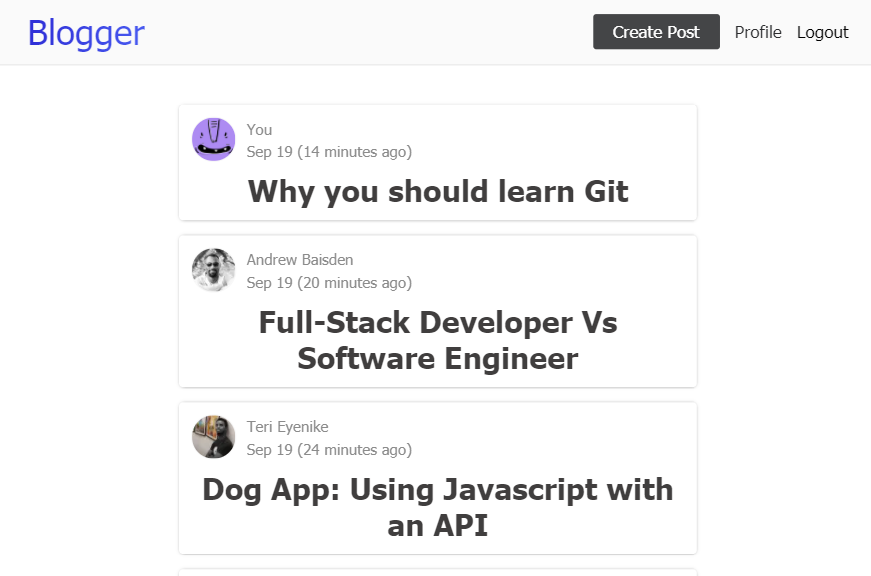 Blogger
Create Post
Profile
Logout
You
Sep 19 (14 minutes ago)
Why you should learn Git
Andrew Baisden
Sep 19 (20 minutes ago)
Full-Stack Developer Vs
Software Engineer
Teri Eyenike
Sep 19 (24 minutes ago)
Dog App: Using Javascript with
an API